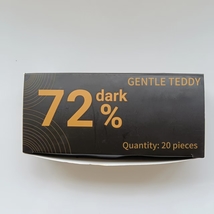 GENTLE TEDDY
72% dark
Quantity: 20 pieces